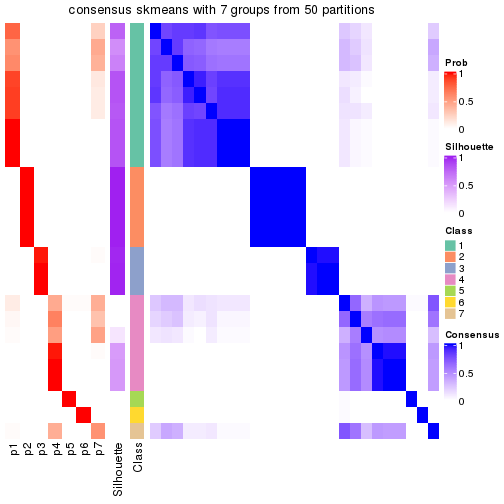 consensus skmeans with 7 groups from 50 partitions
Prob
1
0.5
0
Silhouette
1
0.5
0
Class
1
2
3
4
5
6
7
Consensus
1
0.5
0
p1
p2
p3
p4
p5
p6
p7
Silhouette
Class